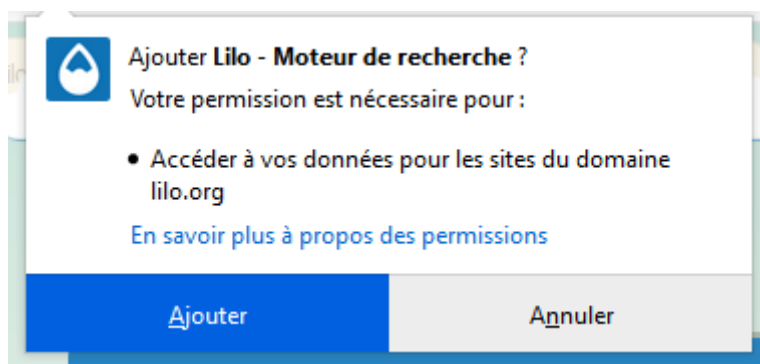 Ajouter Lilo - Moteur de recherche ?
Votre permission est nécessaire pour :
• Accéder à vos données pour les sites du domaine
lilo.org
En savoir plus à propos des permissions
Ajouter
Annuler